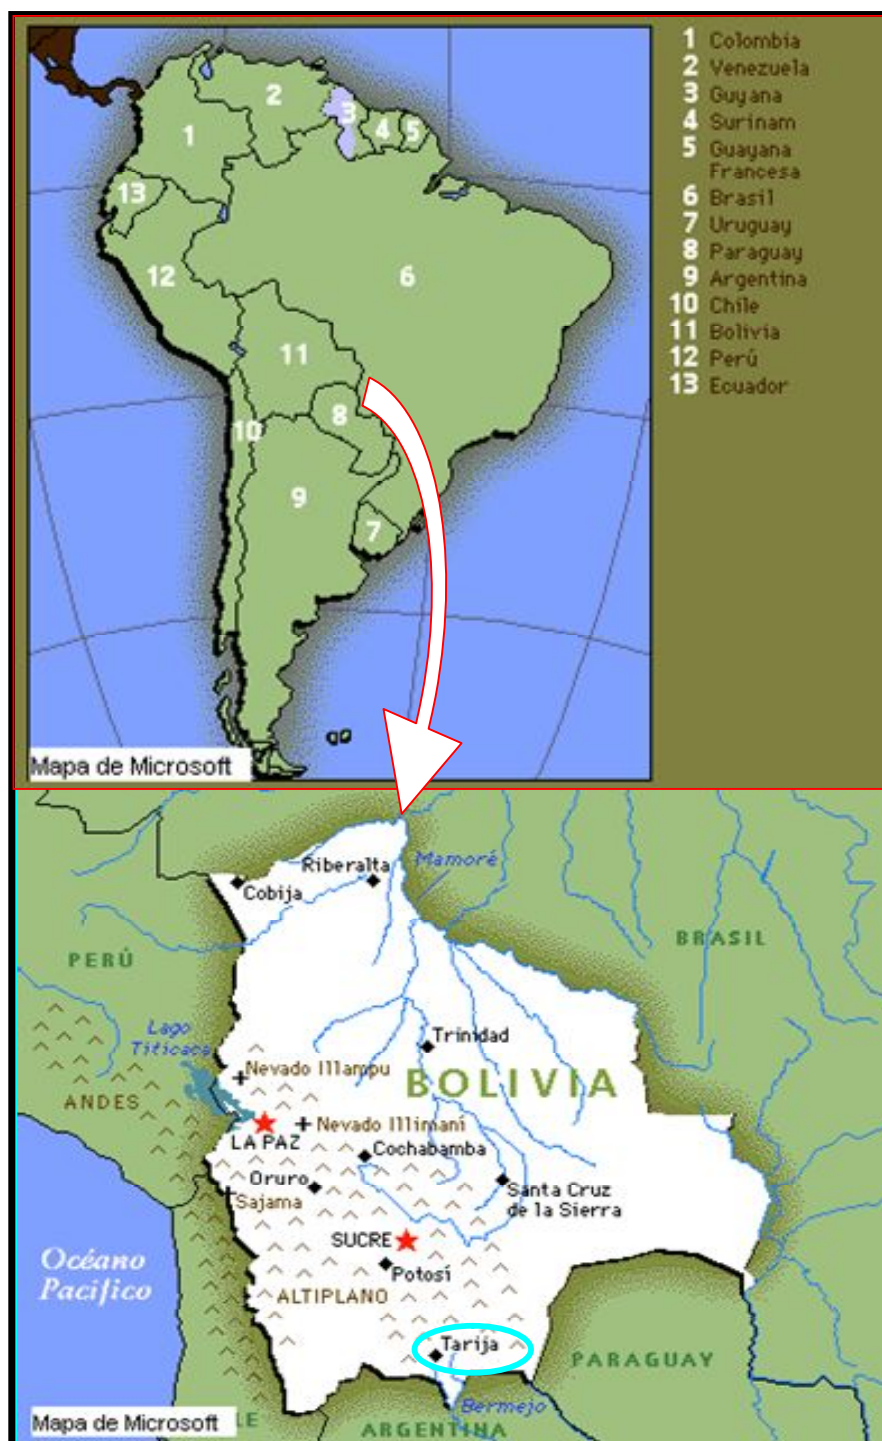 1 Colombia
2 Venezuela
3 Guyana
4 Surinam
5 Guayana
Francesa
6 Brasil
7 Uruguay
8 Paraguay
9 Argentina
10 Chile
11 Bolivia
12 Perú
13 Ecuador
2
3
4
5
1
13
12
6
11
8
10
9
7
Mapa de Microsoft
Riberalta
Mamoré
Cobija
BRASIL
PERÚ
Lago
Titicaca
Trinidad
Nevado Illampu
BOLIVIA
ANDES
Nevado Illimani
LA PAZ
Cochabamba
Oruro
Sajama
Santa Cruz
de la Sierra
SUCRE
Océano
Pacifico
Potosí
ALTIPLANO
Tarija
PARAGUAY
Bermejo
Mapa de Microsoft
LE
ARGENTINA